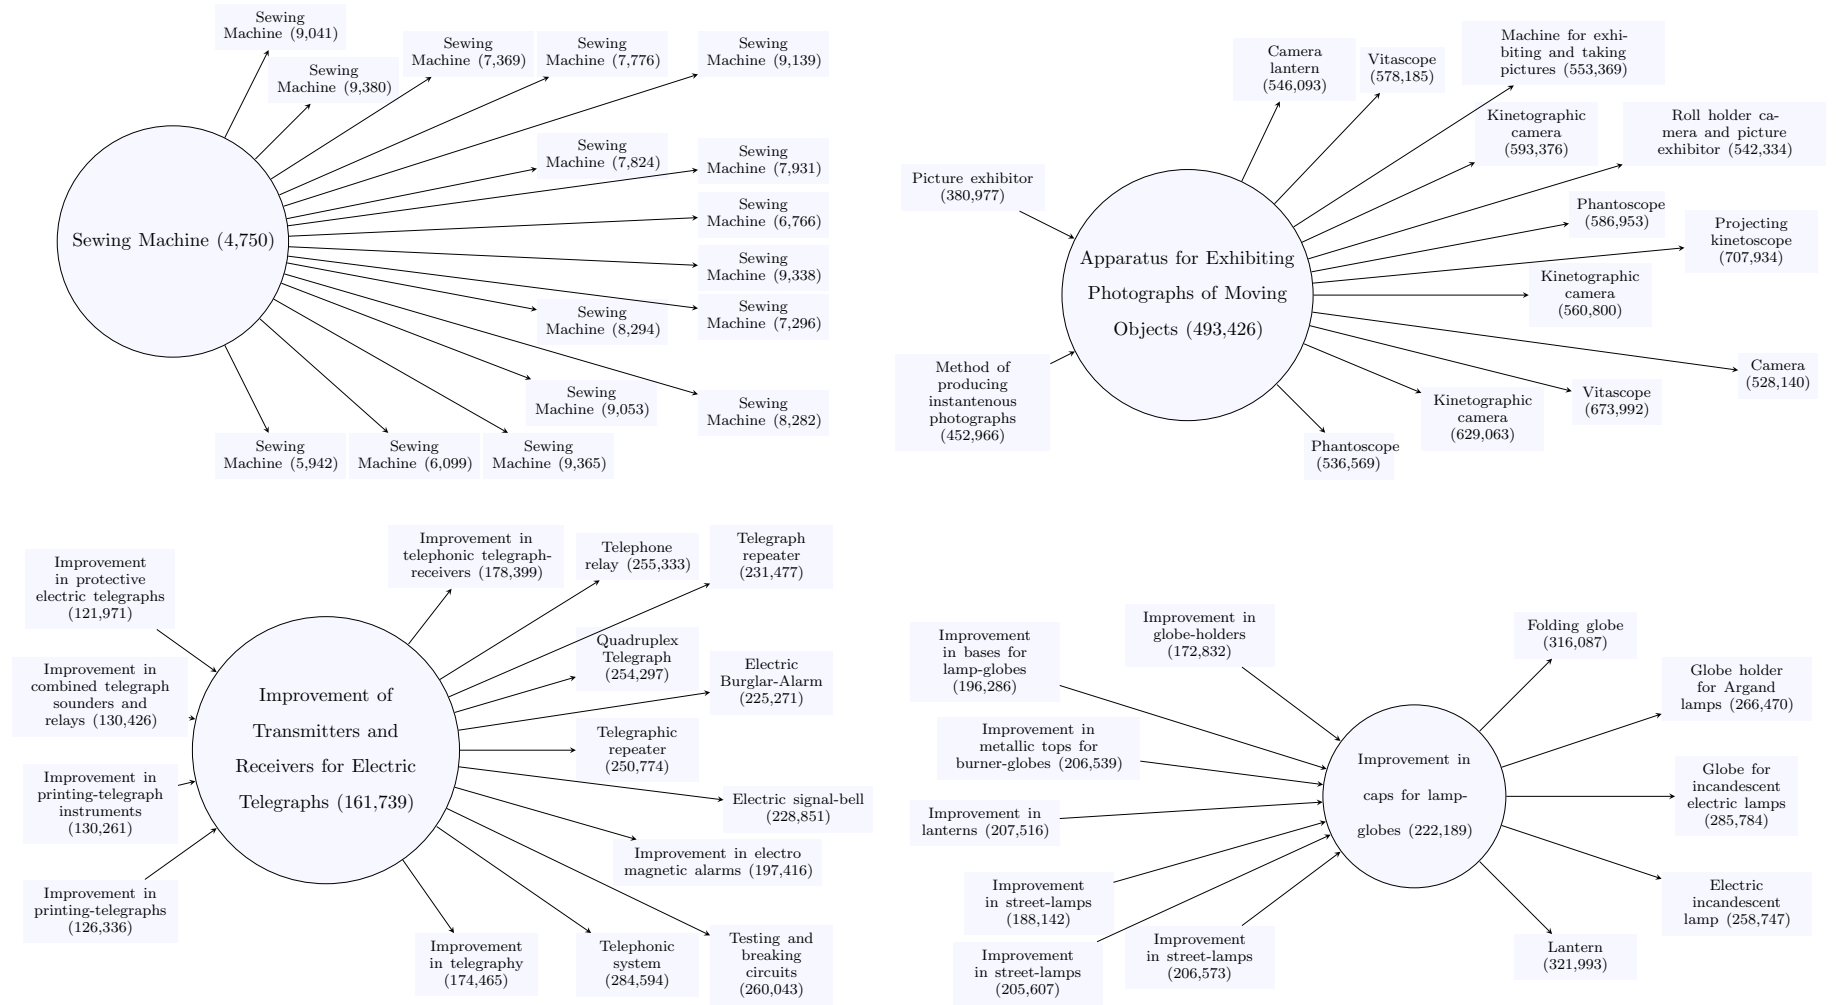 Sewing
Machine (9,041)
Sewing
Machine (9,380)
Sewing
Machine (7,369)
Sewing
Machine (7,776)
Sewing
Machine (9,139)
Sewing
Machine (7,824)
Sewing
Machine (7,931)
Sewing
Machine (6,766)
Sewing Machine (4,750)
Sewing
Machine (9,338)
Sewing
Machine (7,296)
Sewing
Machine (8,294)
Sewing
Machine (9,053)
Sewing
Machine (8,282)
Sewing
Machine (5,942)
Sewing
Machine (6,099)
Sewing
Machine (9,365)
Camera
lantern
(546,093)
Vitascope
(578,185)
Machine for exhi-
biting and taking
pictures (553,369)
Kinetographic
camera
(593,376)
Roll holder ca-
mera and picture
exhibitor (542,334)
Picture exhibitor
(380,977)
Phantoscope
(586,953)
Projecting
kinetoscope
(707,934)
Apparatus for Exhibiting
Photographs of Moving
Objects (493,426)
Kinetographic
camera
(560,800)
Method of
producing
instantenous
photographs
(452,966)
Camera
(528,140)
Vitascope
(673,992)
Kinetographic
camera
(629,063)
Phantoscope
(536,569)
Improvement
in protective
electric telegraphs
(121,971)
Improvement in
telephonic telegraph-
receivers (178,399)
Telephone
relay (255,333)
Telegraph
repeater
(231,477)
Improvement in
combined telegraph
sounders and
relays (130,426)
Quadruplex
Telegraph
(254,297)
Electric
Burglar-Alarm
(225,271)
Improvement of
Transmitters and
Receivers for Electric
Telegraphs (161,739)
Telegraphic
repeater
(250,774)
Improvement in
printing-telegraph
instruments
(130,261)
Electric signal-bell
(228,851)
Improvement in electro
magnetic alarms (197,416)
Improvement in
printing-telegraphs
(126,336)
Improvement
in telegraphy
(174,465)
Telephonic
system
(284,594)
Testing and
breaking
circuits
(260,043)
Improvement
in bases for
lamp-globes
(196,286)
Improvement in
globe-holders
(172,832)
Folding globe
(316,087)
Globe holder
for Argand
lamps (266,470)
Improvement in
metallic tops for
burner-globes (206,539)
Improvement in
caps for lamp-
globes (222,189)
Globe for
incandescent
electric lamps
(285,784)
Improvement in
lanterns (207,516)
Improvement
in street-lamps
(188,142)
Electric
incandescent
lamp (258,747)
Improvement
in street-lamps
(205,607)
Improvement
in street-lamps
(206,573)
Lantern
(321,993)